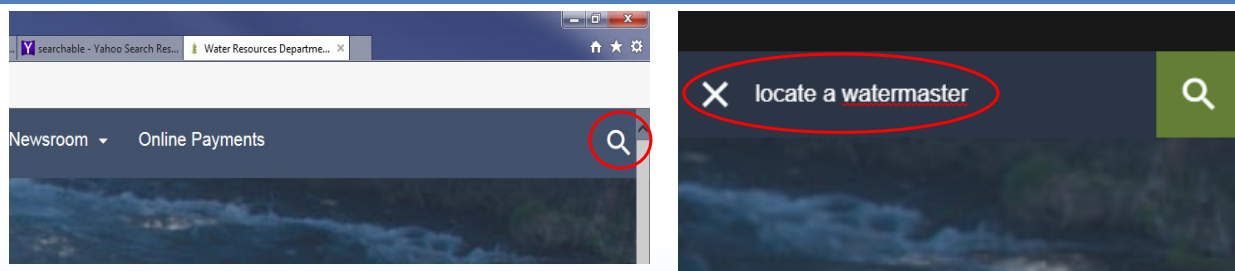 .. Y searchable - Yahoo Search Res... Water Resources Departme... ×
Newsroom Online Payments
locate a watermaster